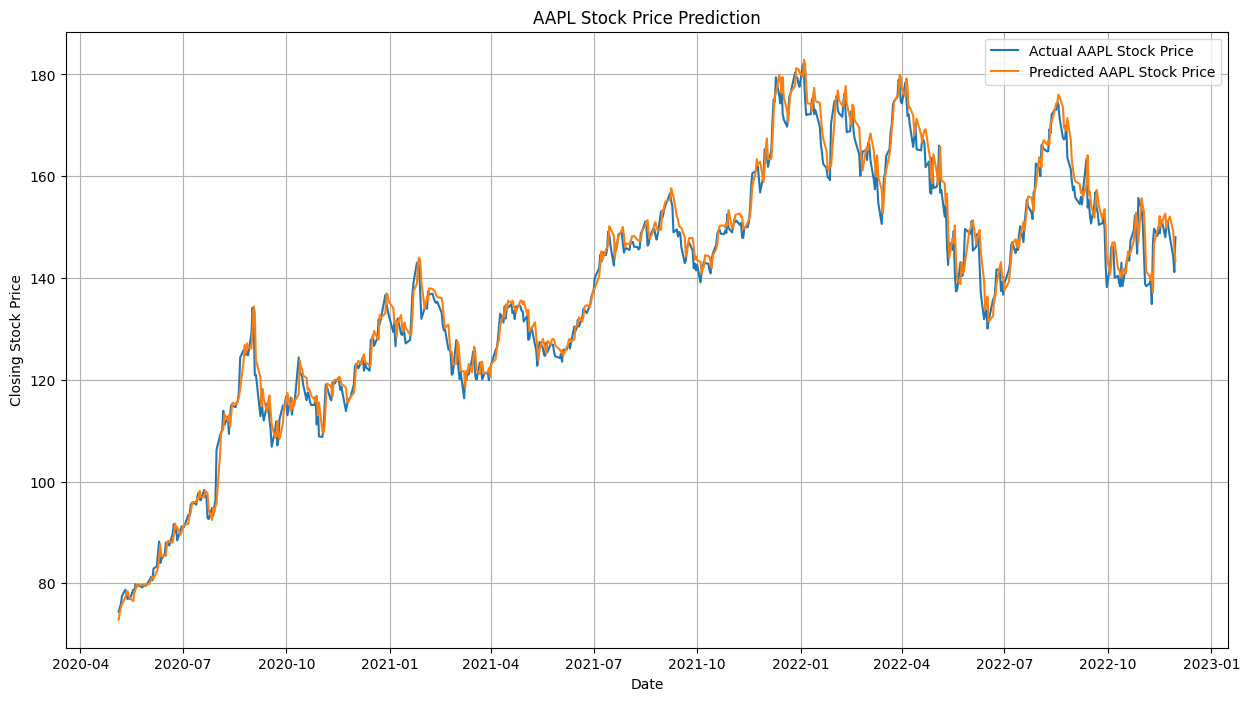 AAPL Stock Price Prediction
Actual AAPL Stock Price
Predicted AAPL Stock Price
Closing Stock Price
180
160
140
120
100
80
2020-04 2020-07 2020-10 2021-01 2021-04 2021-07 2021-10 2022-01 2022-04 2022-07 2022-10 2023-01
Date